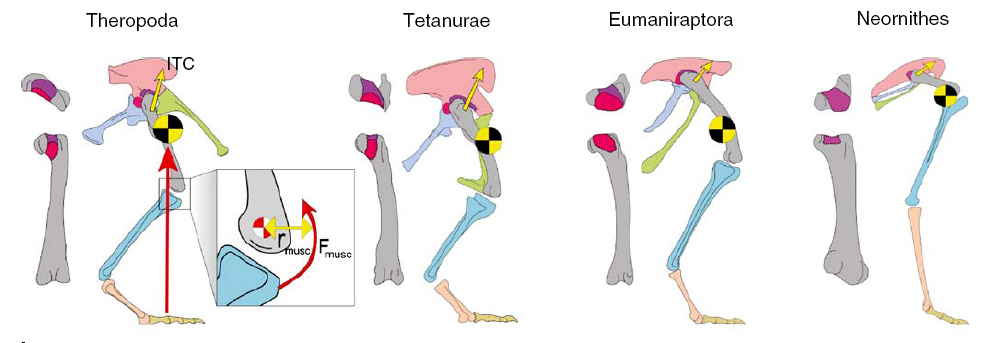 Theropoda
Tetanurae
Eumaniraptora
Neornithes
ITC
r musc
F musc